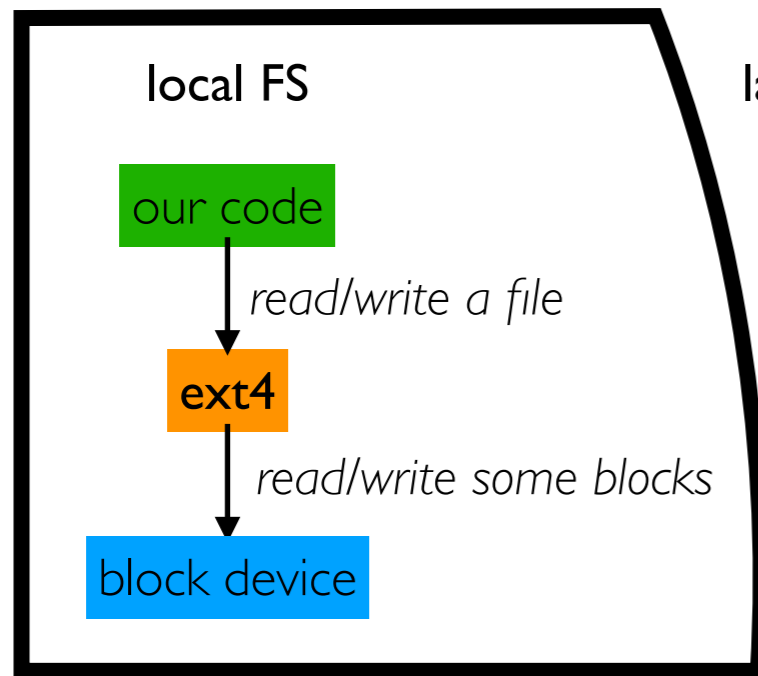 local FS
our code
read/write a file
ext4
read/write some blocks
block device